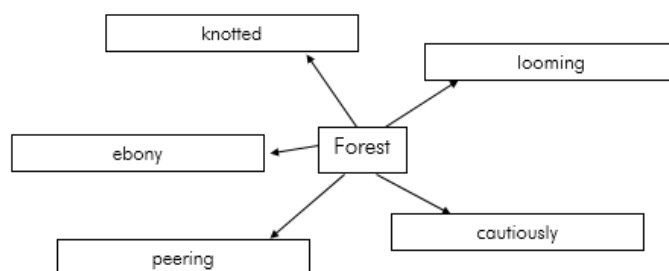 knotted
looming
Forest
ebony
cautiously
peering